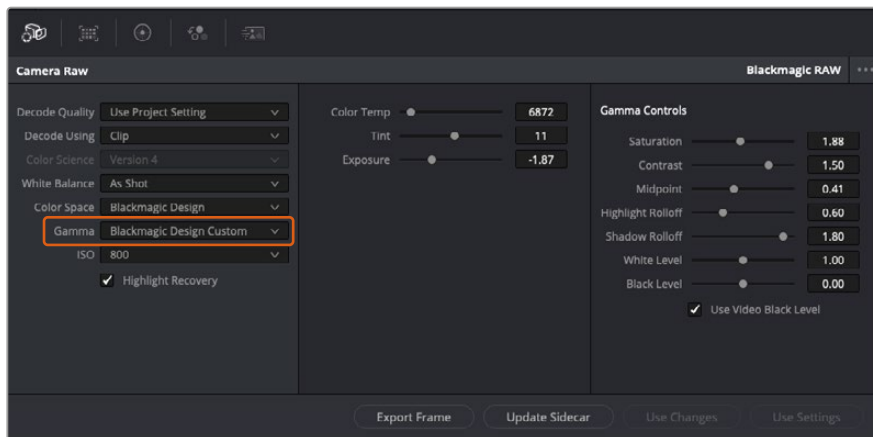 Camera Raw
Blackmagic RAW
Decode Quality Use Project Setting
Decode Using Clip
Color Science Version 4
White Balance As Shot
Color Space Blackmagic Design
Gamma Blackmagic Design Custom
ISO 800
Highlight Recovery
Color Temp 6872
Tint 11
Exposure -1.87
Gamma Controls
Saturation 1.88
Contrast 1.50
Midpoint 0.41
Highlight Rolloff 0.60
Shadow Rolloff 1.80
White Level 1.00
Black Level 0.00
Use Video Black Level
Export Frame Update Sidecar Use Changes Use Settings